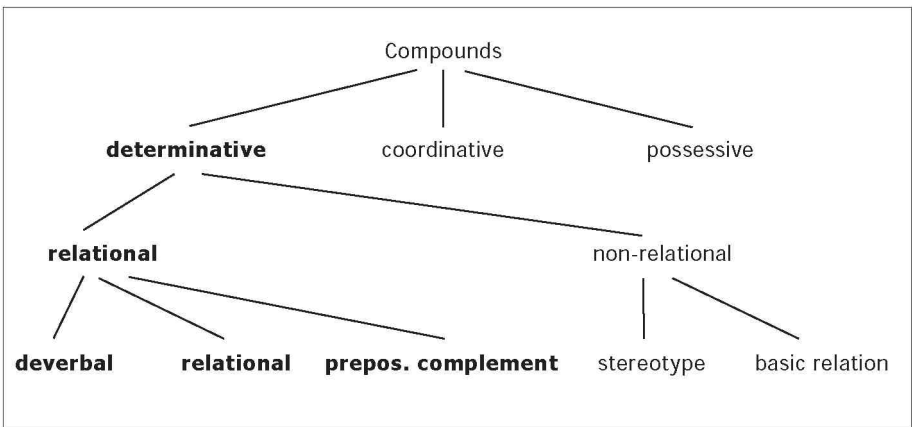 Compounds
determinative coordinative possessive
relational non-relational
deverbal relational prepos. complement stereotype basic relation